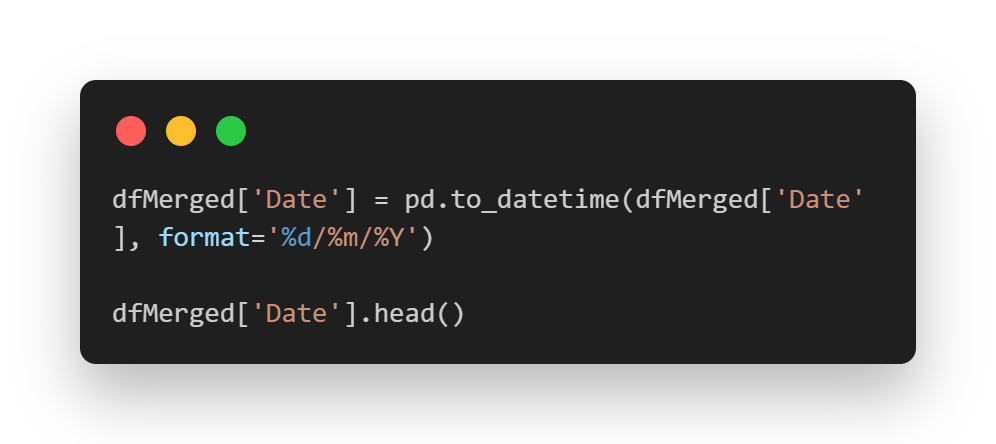 dfMerged['Date'] = pd.to_datetime(dfMerged['Date'
], format='%d/%m/%Y')
dfMerged['Date'].head()